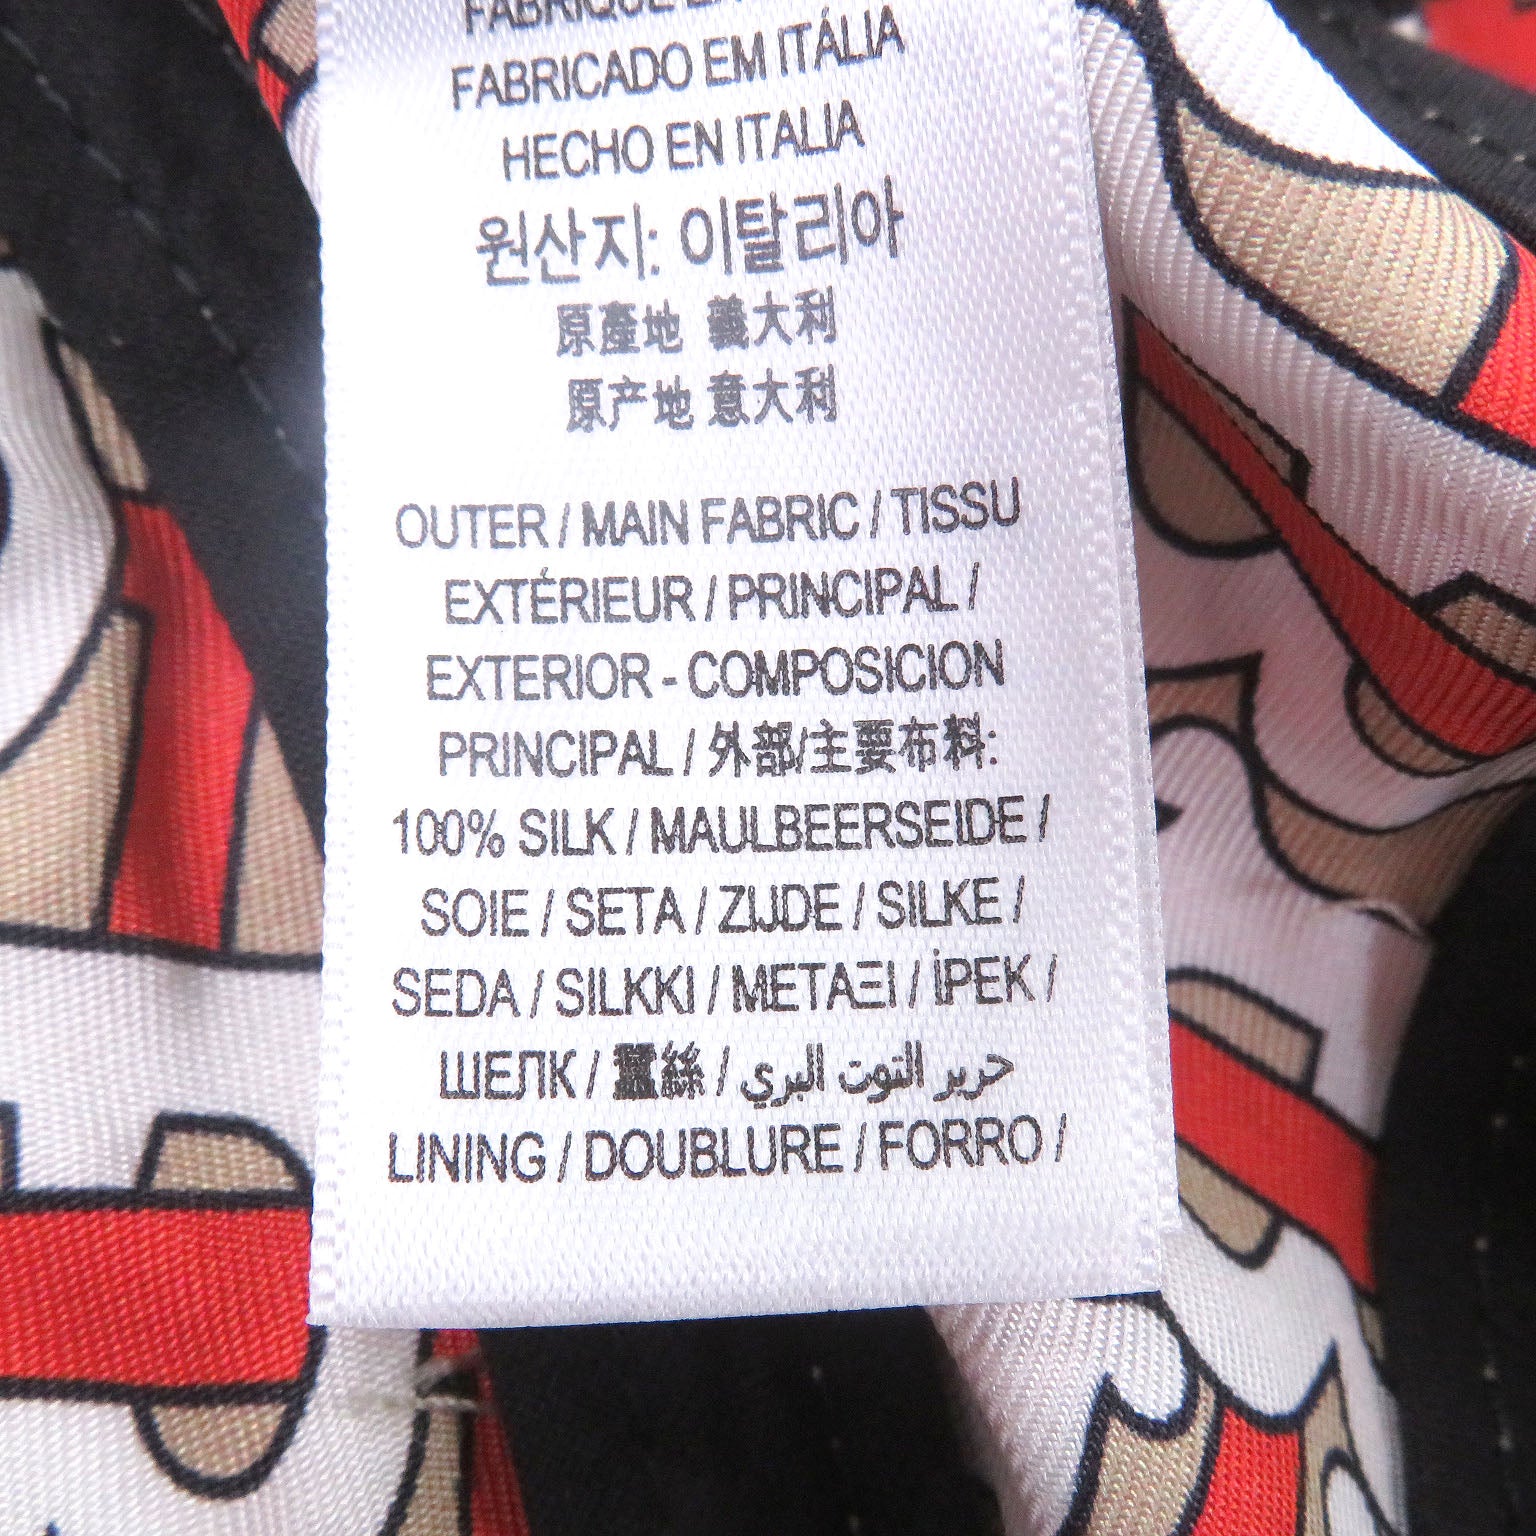 FABRIQUÉ EN
FABRICADO EM ITÁLIA
HECHO EN ITALIA
원산지: 이탈리아
原產地 義大利
原产地 意大利
OUTER / MAIN FABRIC / TISSU
EXTÉRIEUR / PRINCIPAL /
EXTERIOR - COMPOSICION
PRINCIPAL / 外部/主要布料:
100% SILK / MAULBEERSEIDE /
SOIE / SETA / ZIJDE / SILKE /
SEDA / SILKKI / ΜΕΤΑΞΙ / İPEK /
ШЕЛК / 蠶絲 / حرير التوت البري
LINING / DOUBLURE / FORRO /